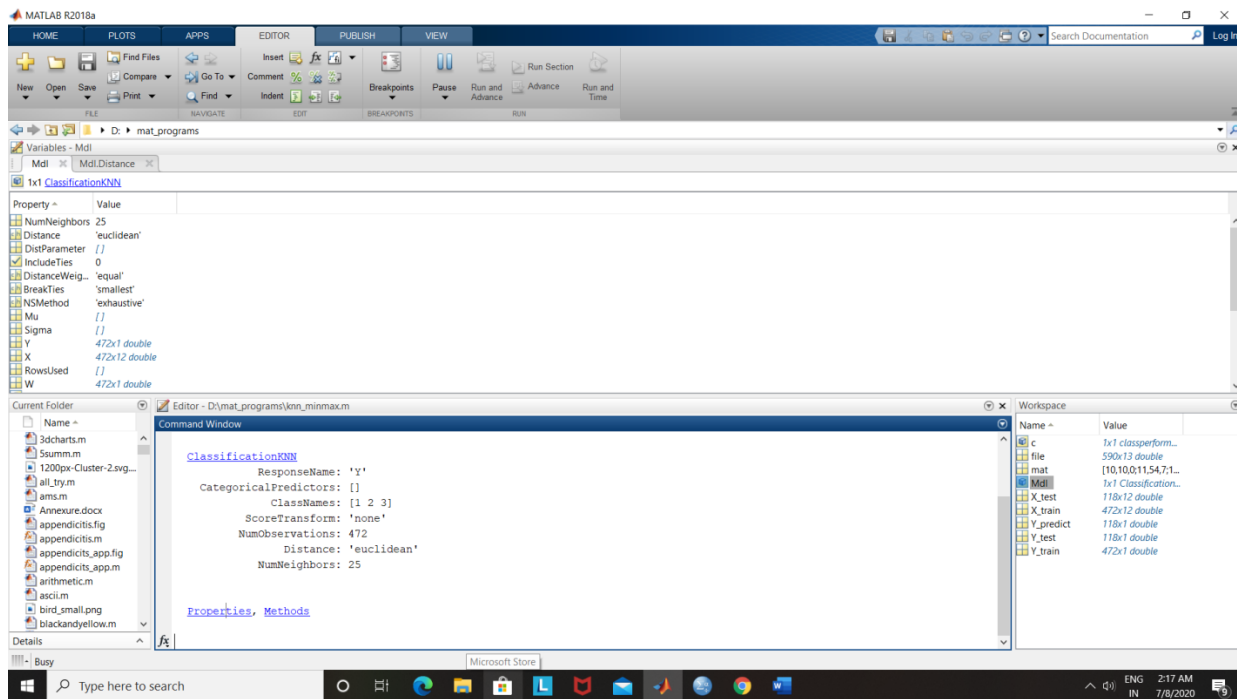 MATLAB R2018a
HOME PLOTS APPS EDITOR PUBLISH VIEW
Search Documentation
Log In
New
Open
Save
Find Files
Compare
Print
FILE
Go To
Find
NAVIGATE
Insert
fx
Comment
Indent
EDIT
Breakpoints
BREAKPOINTS
Pause
Run and Advance
Run Section
Advance
Run and Time
RUN
D: mat_programs
Variables - Mdl
Mdl Mdl.Distance
1x1 ClassificationKNN
Property Value
NumNeighbors 25
Distance 'euclidean'
DistParameter []
IncludeTies 0
DistanceWeig... 'equal'
BreakTies 'smallest'
NSMethod 'exhaustive'
Mu []
Sigma []
Y 472x1 double
X 472x12 double
RowsUsed []
W 472x1 double
Current Folder
Name
3dcharts.m
5summ.m
1200px-Cluster-2.svg....
all_try.m
ams.m
Annexure.docx
appendicitis.fig
appendicitis.m
appendicits_app.fig
appendicits_app.m
arithmetic.m
ascii.m
bird_small.png
blackandyellow.m
Details
Editor - D:\mat_programs\knn_minmax.m
Command Window
ClassificationKNN
ResponseName: 'Y'
CategoricalPredictors: []
ClassNames: [1 2 3]
ScoreTransform: 'none'
NumObservations: 472
Distance: 'euclidean'
NumNeighbors: 25
Properties, Methods
fx
Workspace
Name Value
c 1x1 classperform...
file 590x13 double
mat [10,10,0;11,54,7;1...
Mdl 1x1 Classification...
X_test 118x12 double
X_train 472x12 double
Y_predict 118x1 double
Y_test 118x1 double
Y_train 472x1 double
Busy
Microsoft Store
Type here to search
L
W
ENG
IN
2:17 AM
7/8/2020
9